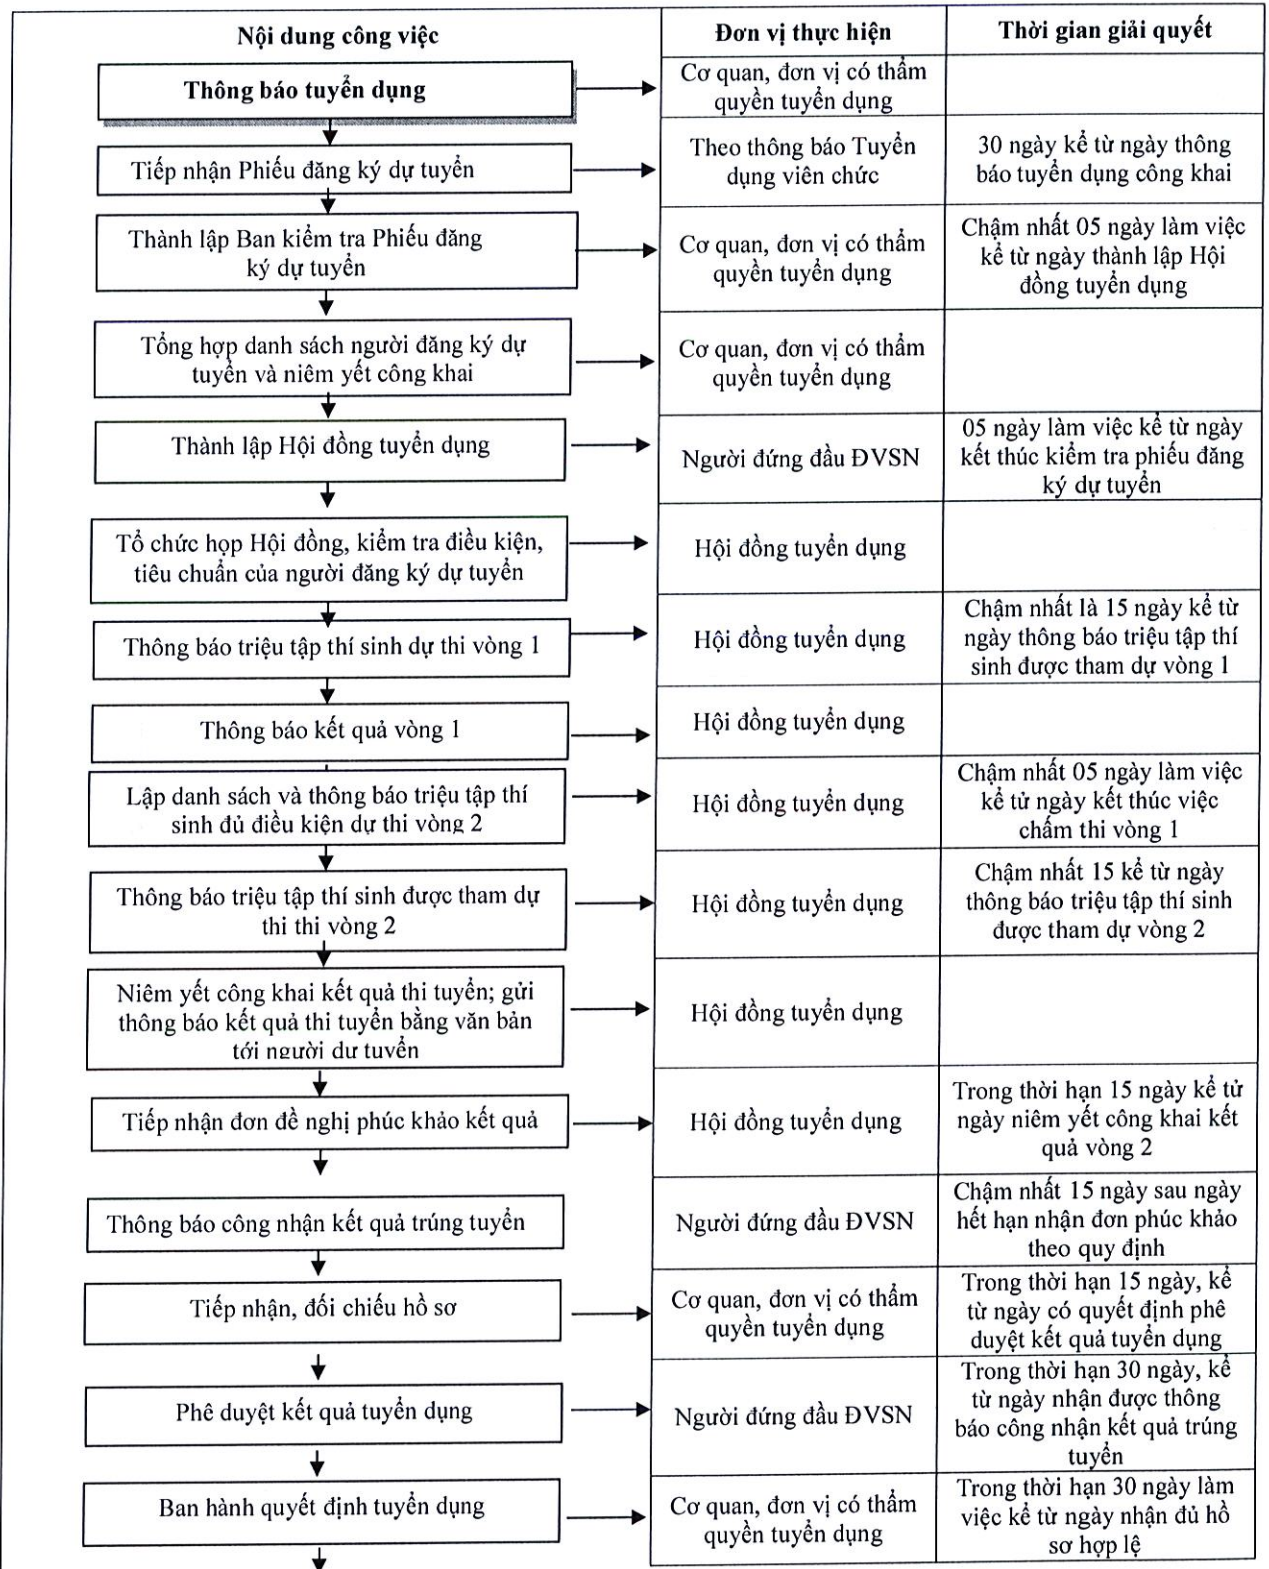 Nội dung công việc
Đơn vị thực hiện
Thời gian giải quyết
Thông báo tuyển dụng
Cơ quan, đơn vị có thẩm
quyền tuyển dụng
Tiếp nhận Phiếu đăng ký dự tuyển
Theo thông báo Tuyển
dụng viên chức
30 ngày kể từ ngày thông
báo tuyển dụng công khai
Thành lập Ban kiểm tra Phiếu đăng
ký dự tuyển
Cơ quan, đơn vị có thẩm
quyền tuyển dụng
Chậm nhất 05 ngày làm việc
kể từ ngày thành lập Hội
đồng tuyển dụng
Tổng hợp danh sách người đăng ký dự
tuyển và niêm yết công khai
Cơ quan, đơn vị có thẩm
quyền tuyển dụng
Thành lập Hội đồng tuyển dụng
Người đứng đầu ĐVSN
05 ngày làm việc kể từ ngày
kết thúc kiểm tra phiếu đăng
ký dự tuyển
Tổ chức họp Hội đồng, kiểm tra điều kiện,
tiêu chuẩn của người đăng ký dự tuyển
Hội đồng tuyển dụng
Thông báo triệu tập thí sinh dự thi vòng 1
Hội đồng tuyển dụng
Chậm nhất là 15 ngày kể từ
ngày thông báo triệu tập thí
sinh được tham dự vòng 1
Thông báo kết quả vòng 1
Hội đồng tuyển dụng
Lập danh sách và thông báo triệu tập thí
sinh đủ điều kiện dự thi vòng 2
Hội đồng tuyển dụng
Chậm nhất 05 ngày làm việc
kể tử ngày kết thúc việc
chấm thi vòng 1
Thông báo triệu tập thí sinh được tham dự
thi thi vòng 2
Hội đồng tuyển dụng
Chậm nhất 15 kể từ ngày
thông báo triệu tập thí sinh
được tham dự vòng 2
Niêm yết công khai kết quả thi tuyển; gửi
thông báo kết quả thi tuyển bằng văn bản
tới người dự tuyển
Hội đồng tuyển dụng
Tiếp nhận đơn đề nghị phúc khảo kết quả
Hội đồng tuyển dụng
Trong thời hạn 15 ngày kể tử
ngày niêm yết công khai kết
quả vòng 2
Thông báo công nhận kết quả trúng tuyển
Người đứng đầu ĐVSN
Chậm nhất 15 ngày sau ngày
hết hạn nhận đơn phúc khảo
theo quy định
Tiếp nhận, đối chiếu hồ sơ
Cơ quan, đơn vị có thẩm
quyền tuyển dụng
Trong thời hạn 15 ngày, kể
từ ngày có quyết định phê
duyệt kết quả tuyển dụng
Phê duyệt kết quả tuyển dụng
Người đứng đầu ĐVSN
Trong thời hạn 30 ngày, kể
từ ngày nhận được thông
báo công nhận kết quả trúng
tuyển
Ban hành quyết định tuyển dụng
Cơ quan, đơn vị có thẩm
quyền tuyển dụng
Trong thời hạn 30 ngày làm
việc kể từ ngày nhận đủ hồ
sơ hợp lệ